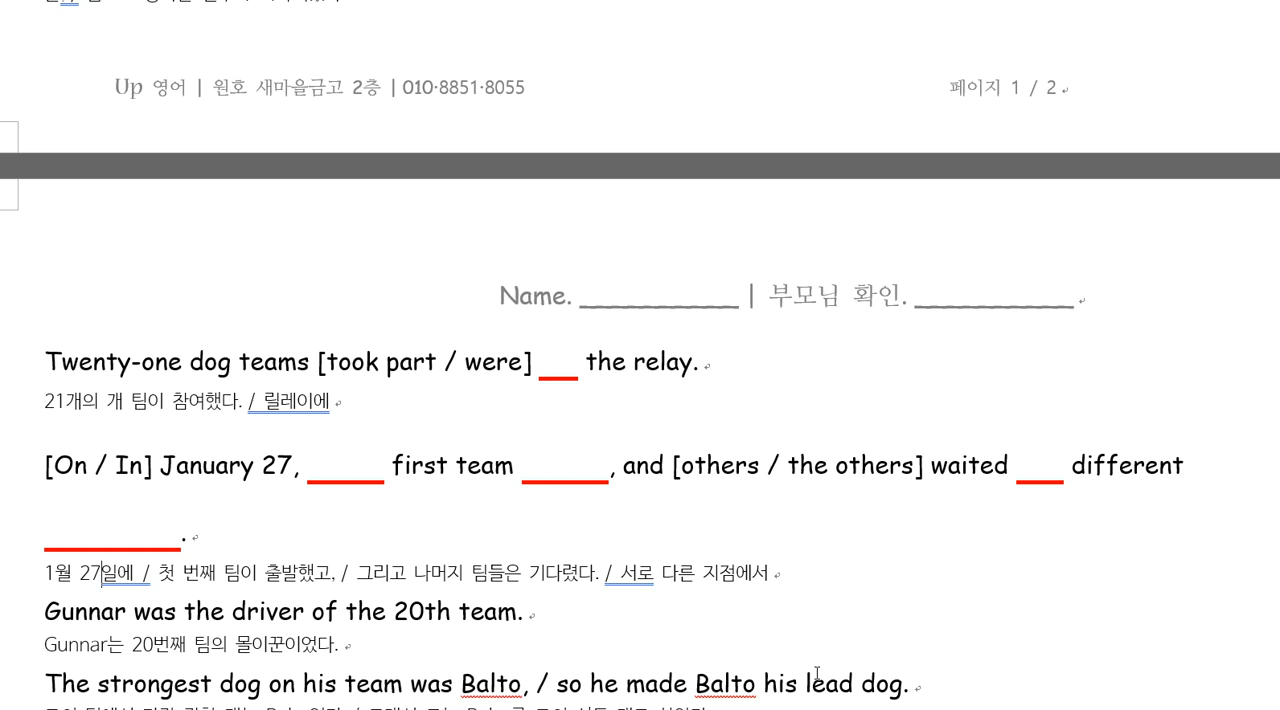 Up 영어 | 원호 새마을금고 2층 | 010·8851·8055 페이지 1 / 2
Name. __________ | 부모님 확인. __________
Twenty-one dog teams [took part / were] ___ the relay.
21개의 개 팀이 참여했다. / 릴레이에
[On / In] January 27, _____ first team _____, and [others / the others] waited ___ different
_________.
1월 27일에 / 첫 번째 팀이 출발했고, / 그리고 나머지 팀들은 기다렸다. / 서로 다른 지점에서
Gunnar was the driver of the 20th team.
Gunnar는 20번째 팀의 몰이꾼이었다.
The strongest dog on his team was Balto, / so he made Balto his lead dog.